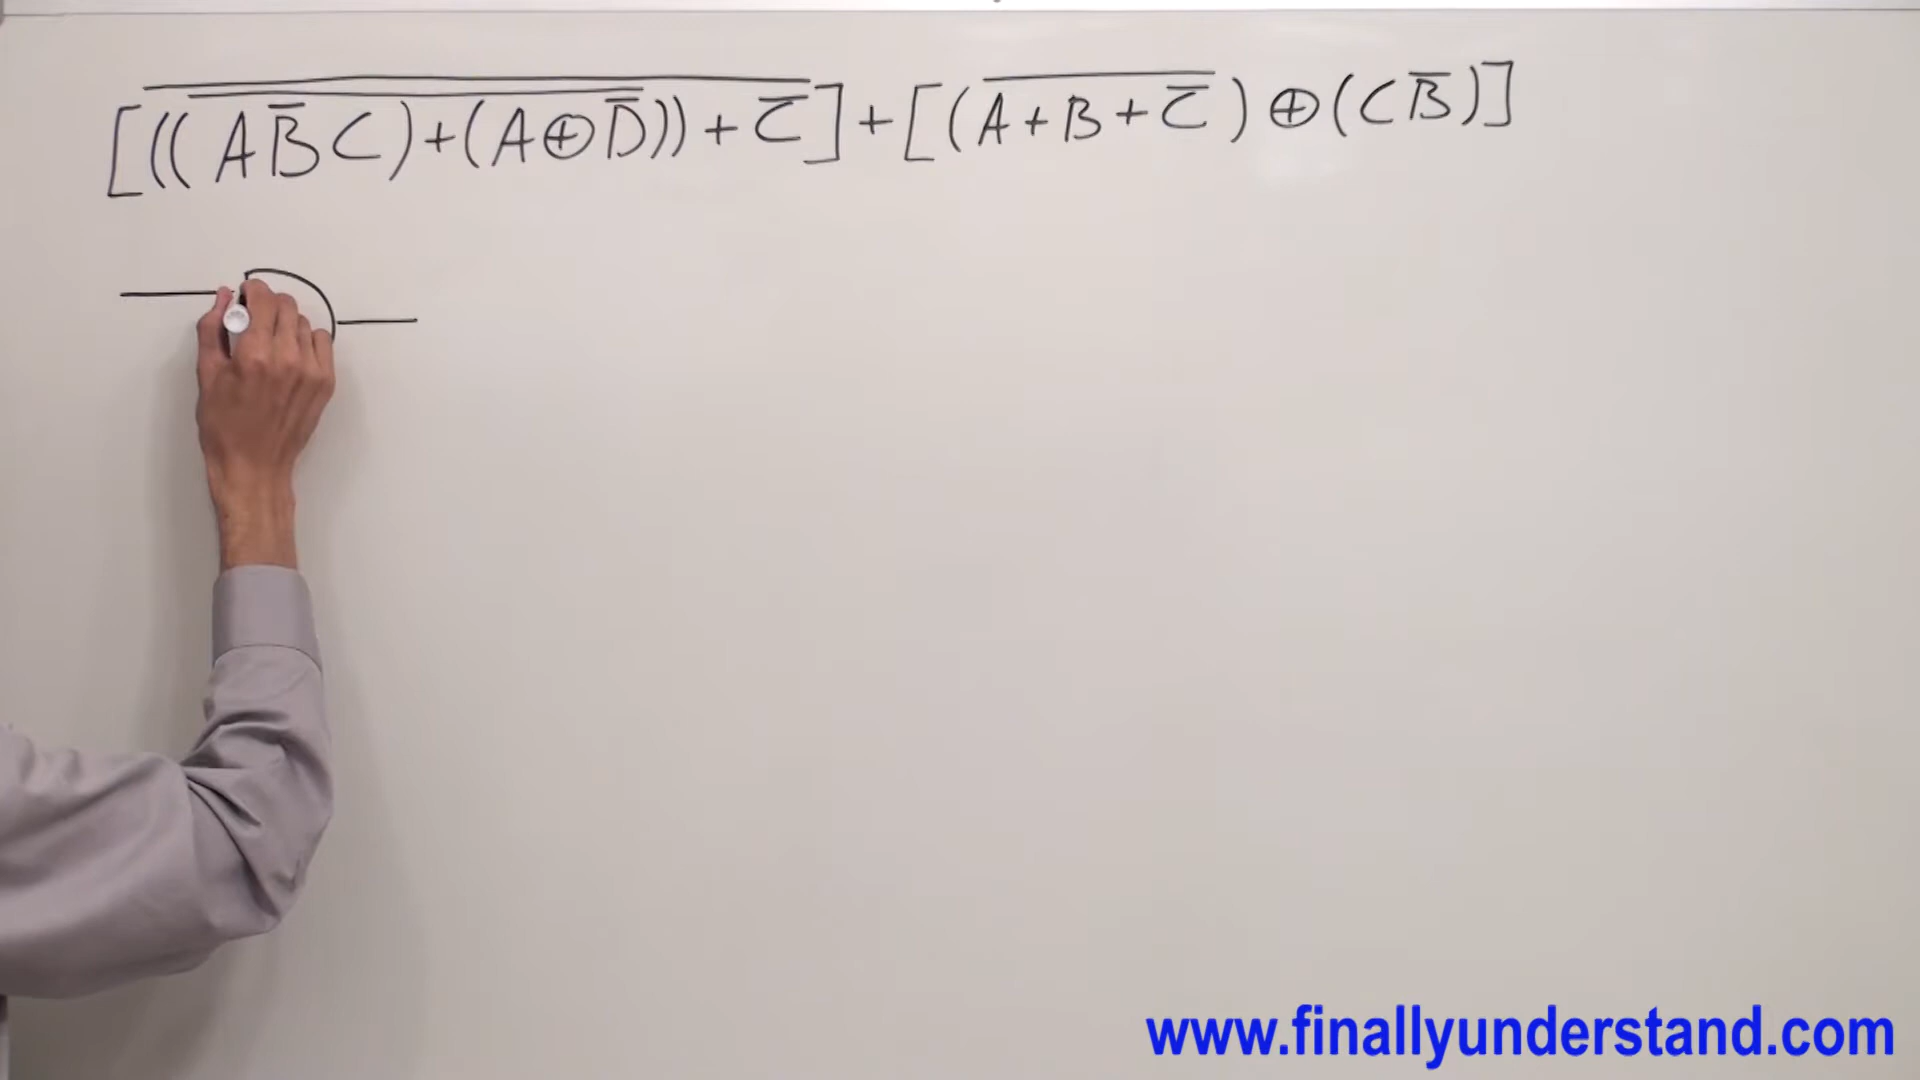 [((AB̅C)+(A⊕D̅))+C̅]+[(A+B+C̅)⊕(CB̅)]
www.finallyunderstand.com